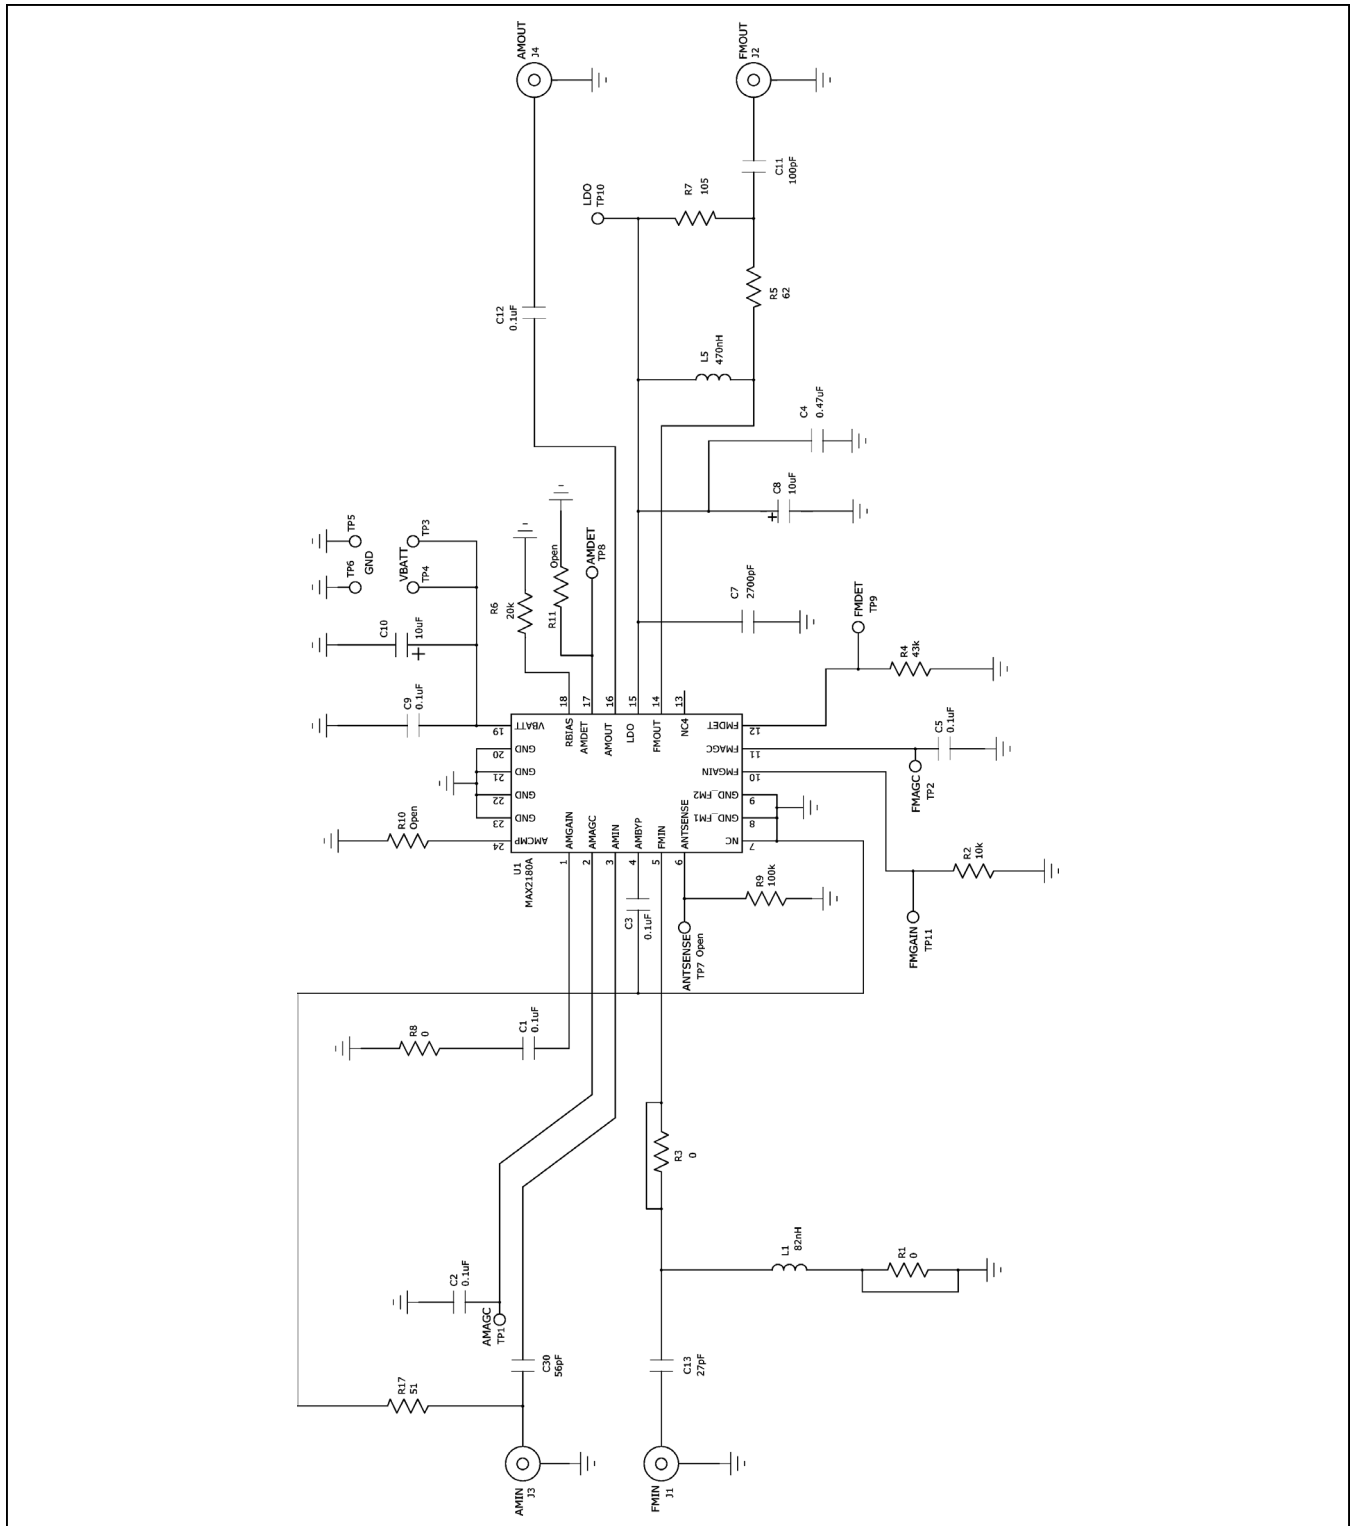 AMOUT
J4
FMOUT
J2
C11
100pF
LDO
TP10
R7
105
R5
62
C12
0.1uF
L5
470nH
C4
0.47uF
C8
10uF
+
TP5
TP6
GND
TP3
VBATT
TP4
C10
10uF
+
R6
20k
Open
R11
AMDET
TP8
C7
2700pF
FMDET
TP9
R4
43k
C9
0.1uF
18
17
16
15
14
13
RBIAS
AMDET
AMOUT
LDO
FMOUT
NC4
19
VBATT
20
GND
21
GND
22
GND
23
GND
24
AMCMP
FMDET
12
FMAGC
11
FMGAIN
10
GND_FM2
9
GND_FM1
8
NC
7
AMGAIN
AMAGC
AMIN
AMBYP
FMIN
ANTSENSE
1
2
3
4
5
6
U1
MAX2180A
R10
Open
C5
0.1uF
FMAGC
TP2
R2
10k
FMGAIN
TP11
R9
100k
C3
0.1uF
ANTSENSE
TP7 Open
R8
0
C1
0.1uF
R3
0
L1
82nH
R1
0
C2
0.1uF
AMAGC
TP1
C30
56pF
C13
27pF
R17
51
AMIN
J3
FMIN
J1